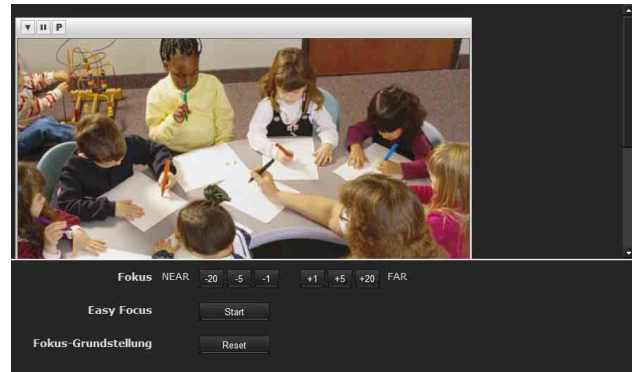 P
Fokus NEAR -20 -5 -1 +1 +5 +20 FAR
Easy Focus Start
Fokus-Grundstellung Reset